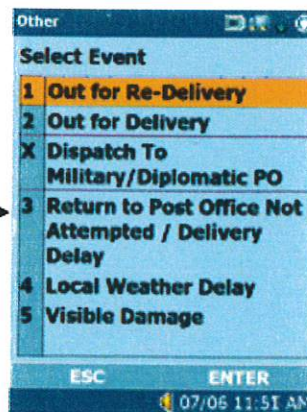 Other
Select Event
1 Out for Re-Delivery
2 Out for Delivery
X Dispatch To
Military/Diplomatic PO
3 Return to Post Office Not
Attempted / Delivery
Delay
4 Local Weather Delay
5 Visible Damage
ESC ENTER
07/06 11:51 AM